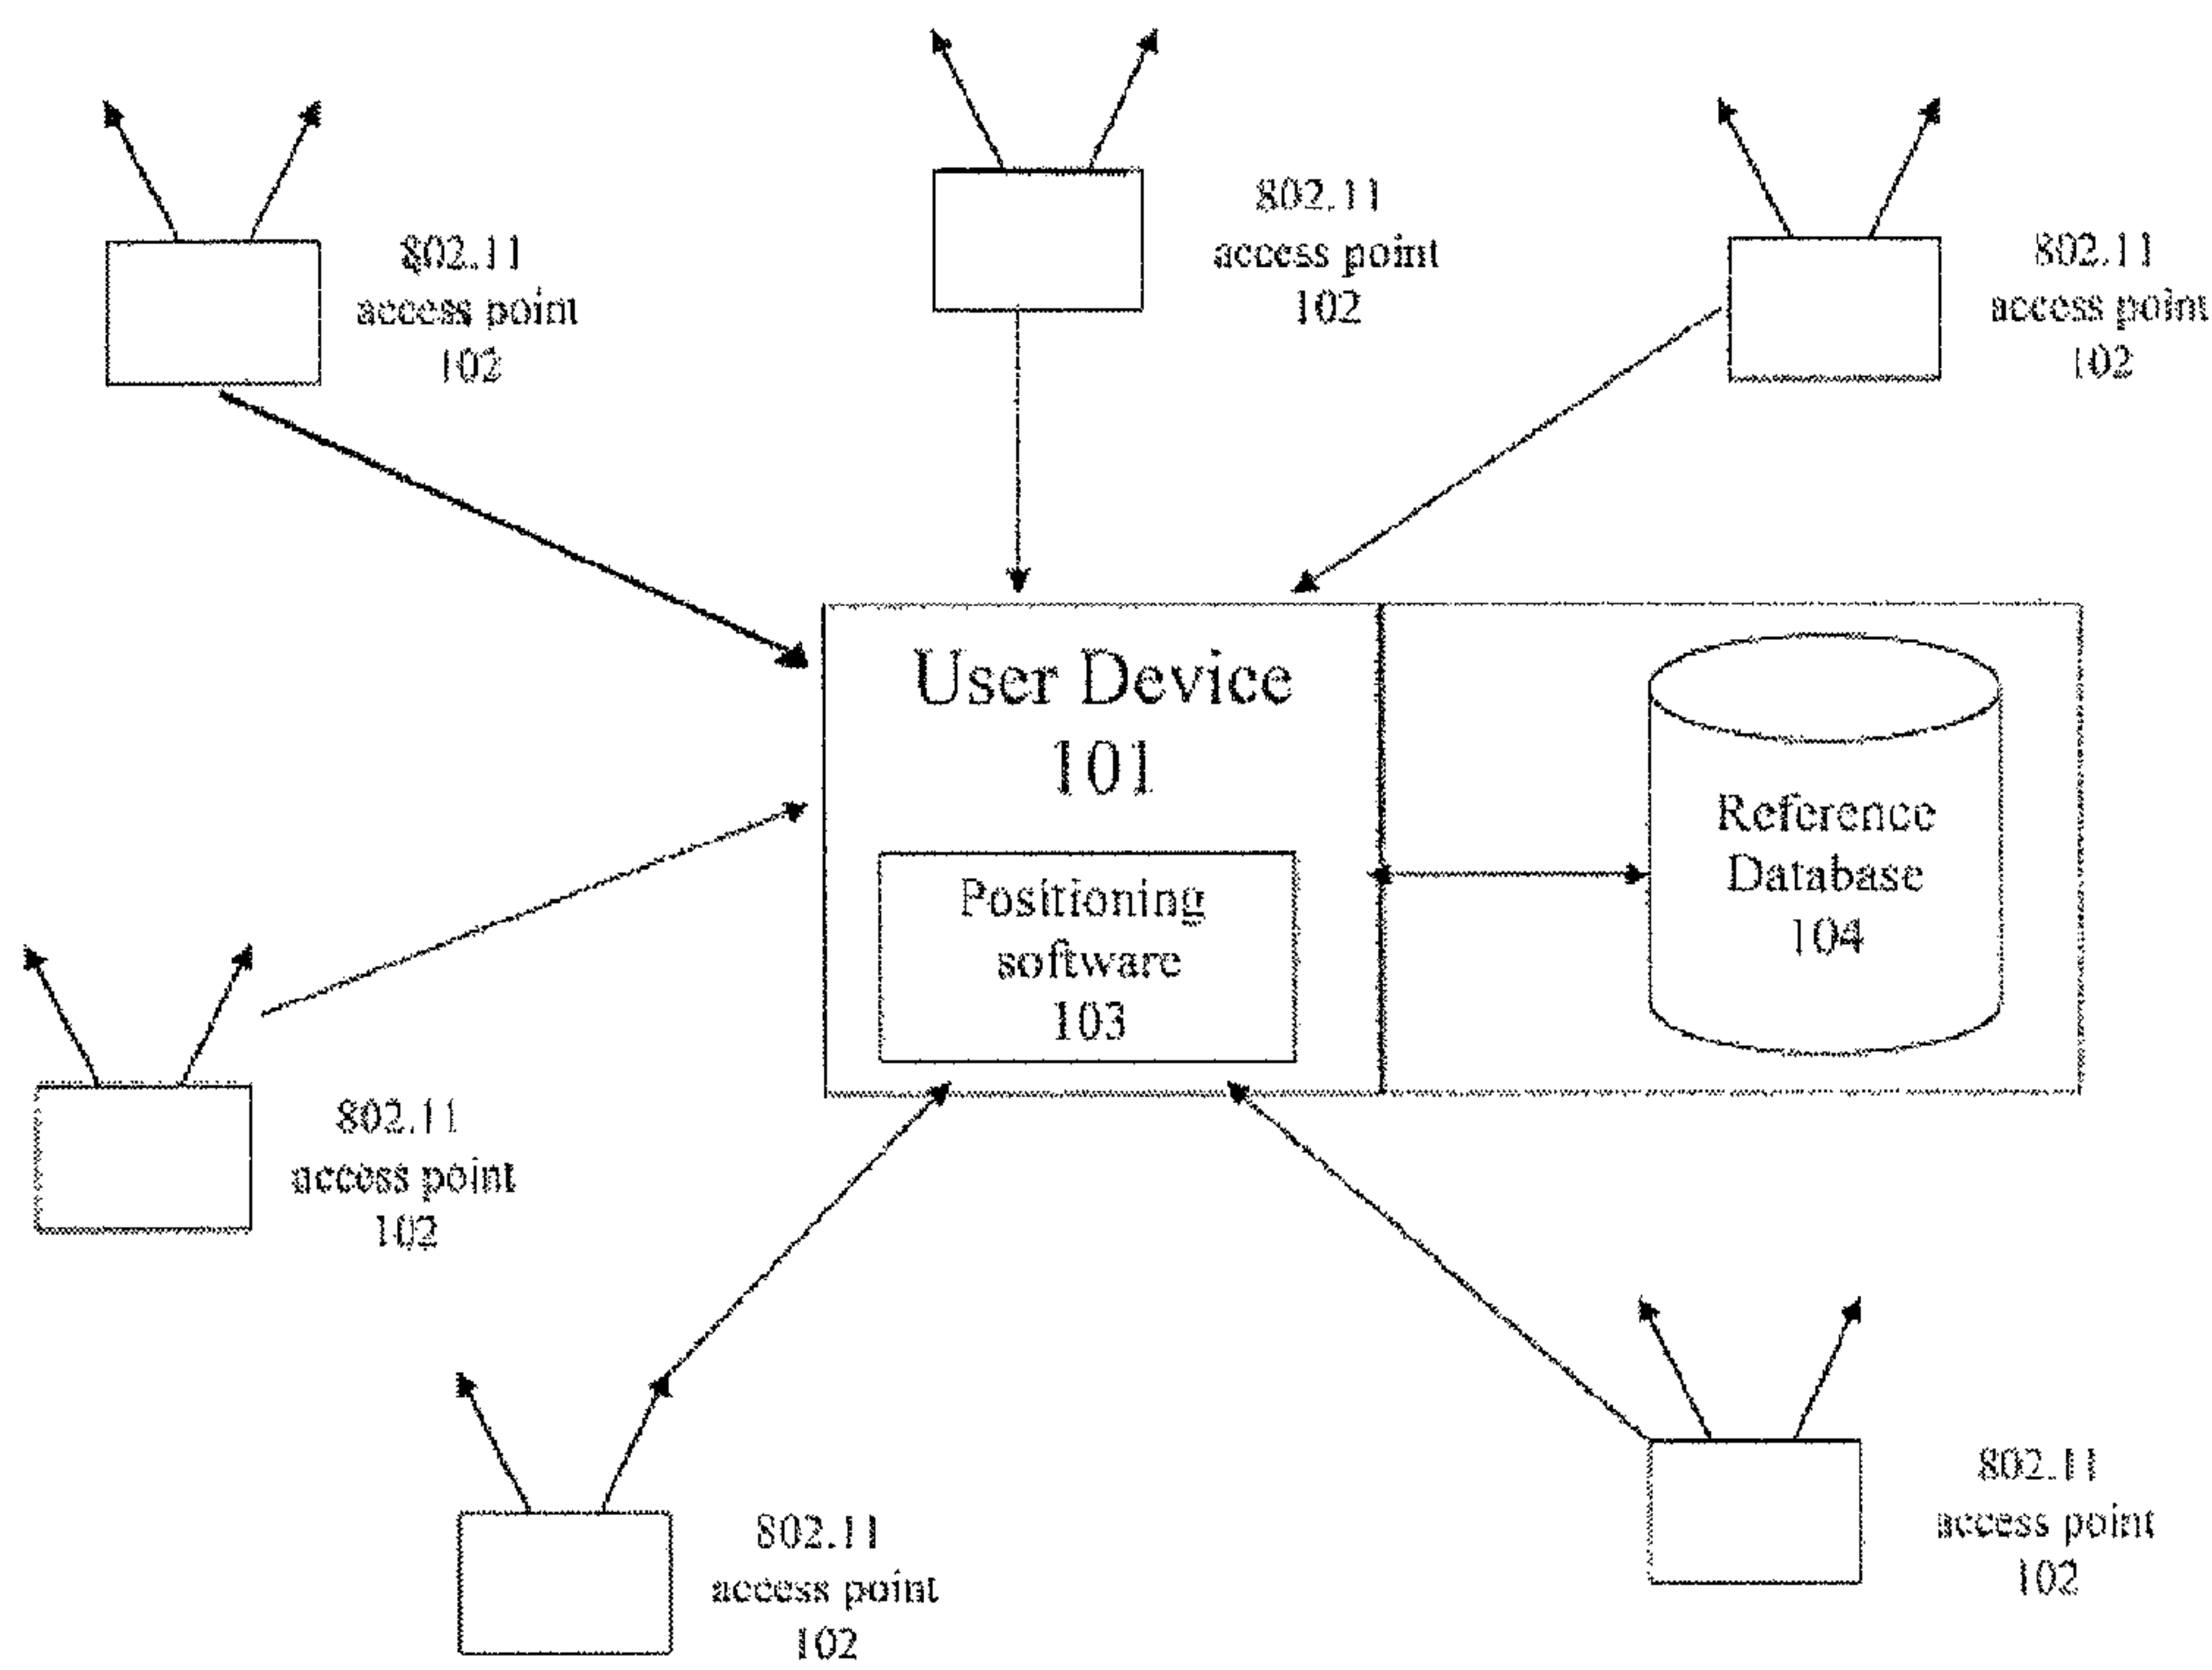 802.11
access point
102
802.11
access point
102
802.11
access point
102
User Device
101
Positioning
software
103
Reference
Database
104
802.11
access point
102
802.11
access point
102
802.11
access point
102